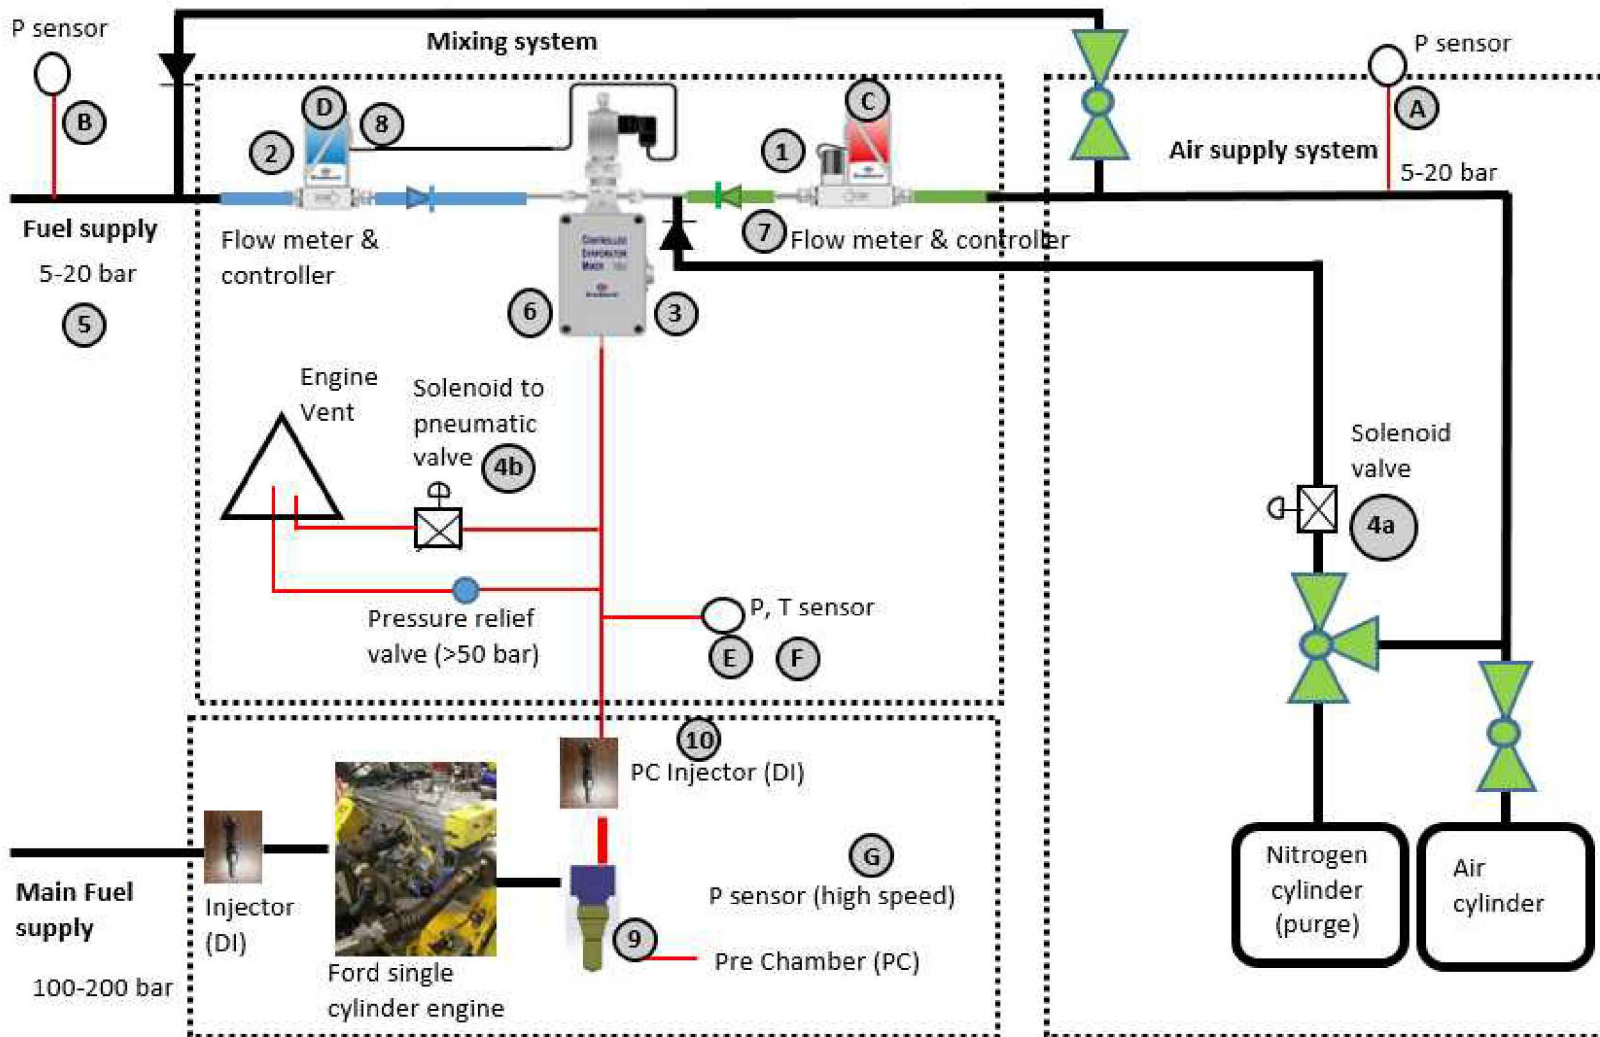 P sensor
Mixing system
P sensor
B
D
8
C
A
2
1
Air supply system
5-20 bar
Fuel supply
Flow meter &
controller
7
Flow meter & controller
5-20 bar
CONTROLLER
EVAPORATOR
MIXER
5
6
3
Engine
Vent
Solenoid to
pneumatic
valve
4b
Solenoid
valve
4a
Pressure relief
valve (>50 bar)
P, T sensor
E
F
10
PC Injector (DI)
G
P sensor (high speed)
Main Fuel
supply
Injector
(DI)
9
Pre Chamber (PC)
100-200 bar
Ford single
cylinder engine
Nitrogen
cylinder
(purge)
Air
cylinder